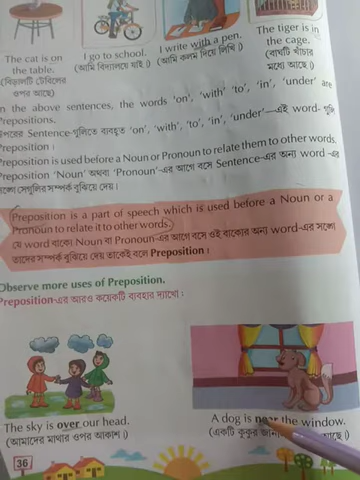 The cat is on
the table.
(বিড়ালটি টেবিলের
ওপর আছে)
I go to school.
(আমি বিদ্যালয়ে যাই।)
I write with a pen.
(আমি কলম দিয়ে লিখি।)
The tiger is in
the cage.
(বাঘটি খাঁচার
মধ্যে আছে।)
n the above sentences, the words 'on', 'with' 'to', 'in', 'under' are
Prepositions.
উপরের Sentence-গুলিতে ব্যবহৃত 'on', 'with', 'to', 'in', 'under'—এই word- গুলি
Preposition।
Preposition is used before a Noun or Pronoun to relate them to other words.
Preposition 'Noun' অথবা 'Pronoun'-এর আগে বসে Sentence-এর অন্য word -এর
সঙ্গে সেগুলির সম্পর্ক বুঝিয়ে দেয়।
Preposition is a part of speech which is used before a Noun or a
Pronoun to relate it to other words.
যে word বাক্যে Noun বা Pronoun-এর আগে বসে ওই বাক্যের অন্য word-এর সঙ্গে
তাদের সম্পর্ক বুঝিয়ে দেয় তাকেই বলে Preposition।
Observe more uses of Preposition.
Preposition-এর আরও কয়েকটি ব্যবহার দ্যাখো :
The sky is over our head.
(আমাদের মাথার ওপর আকাশ।)
A dog is near the window.
(একটি কুকুর আছে।)
36